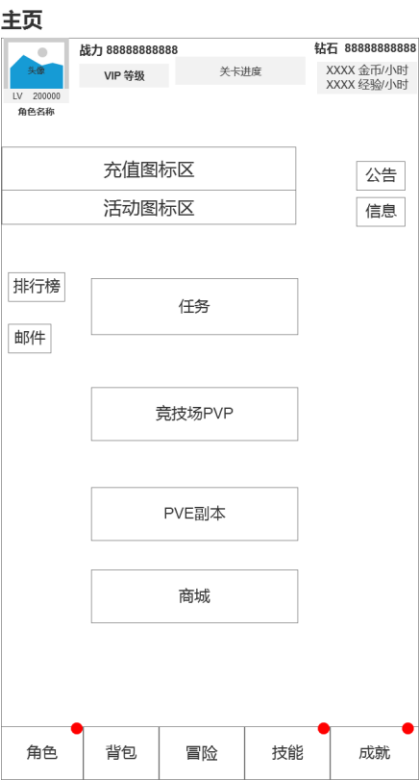 主页
战力 88888888888
钻石 88888888888
头像
VIP 等级
关卡进度
XXXX 金币/小时
XXXX 经验/小时
LV 200000
角色名称
充值图标区
公告
活动图标区
信息
排行榜
任务
邮件
竞技场PVP
PVE副本
商城
角色
背包
冒险
技能
成就